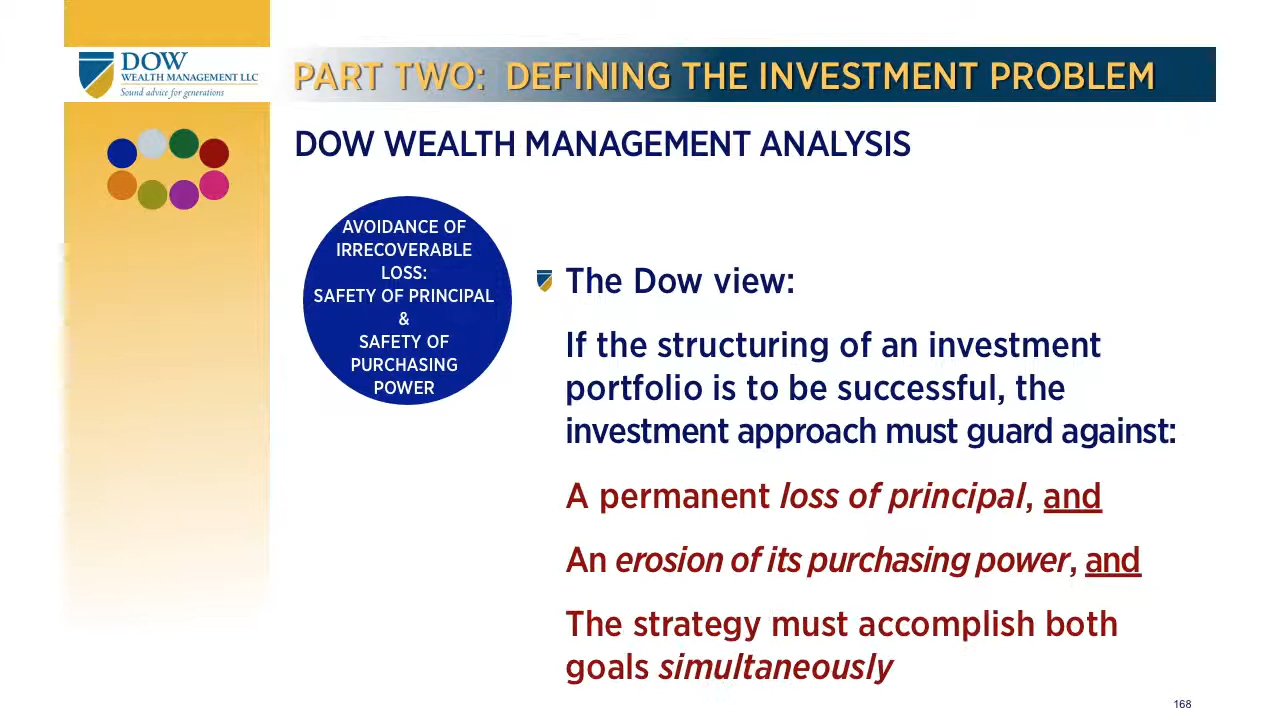 DOW
WEALTH MANAGEMENT LLC
Sound advice for generations
PART TWO:  DEFINING THE INVESTMENT PROBLEM
DOW WEALTH MANAGEMENT ANALYSIS
AVOIDANCE OF
IRRECOVERABLE
LOSS:
SAFETY OF PRINCIPAL
&
SAFETY OF
PURCHASING
POWER
The Dow view:
If the structuring of an investment
portfolio is to be successful, the
investment approach must guard against:
A permanent loss of principal, and
An erosion of its purchasing power, and
The strategy must accomplish both
goals simultaneously
168